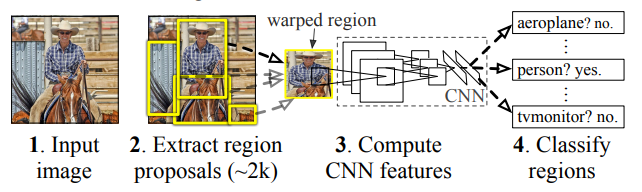 warped region
aeroplane? no.
⋮
person? yes.
⋮
tvmonitor? no.
CNN
1. Input image
2. Extract region proposals (~2k)
3. Compute CNN features
4. Classify regions